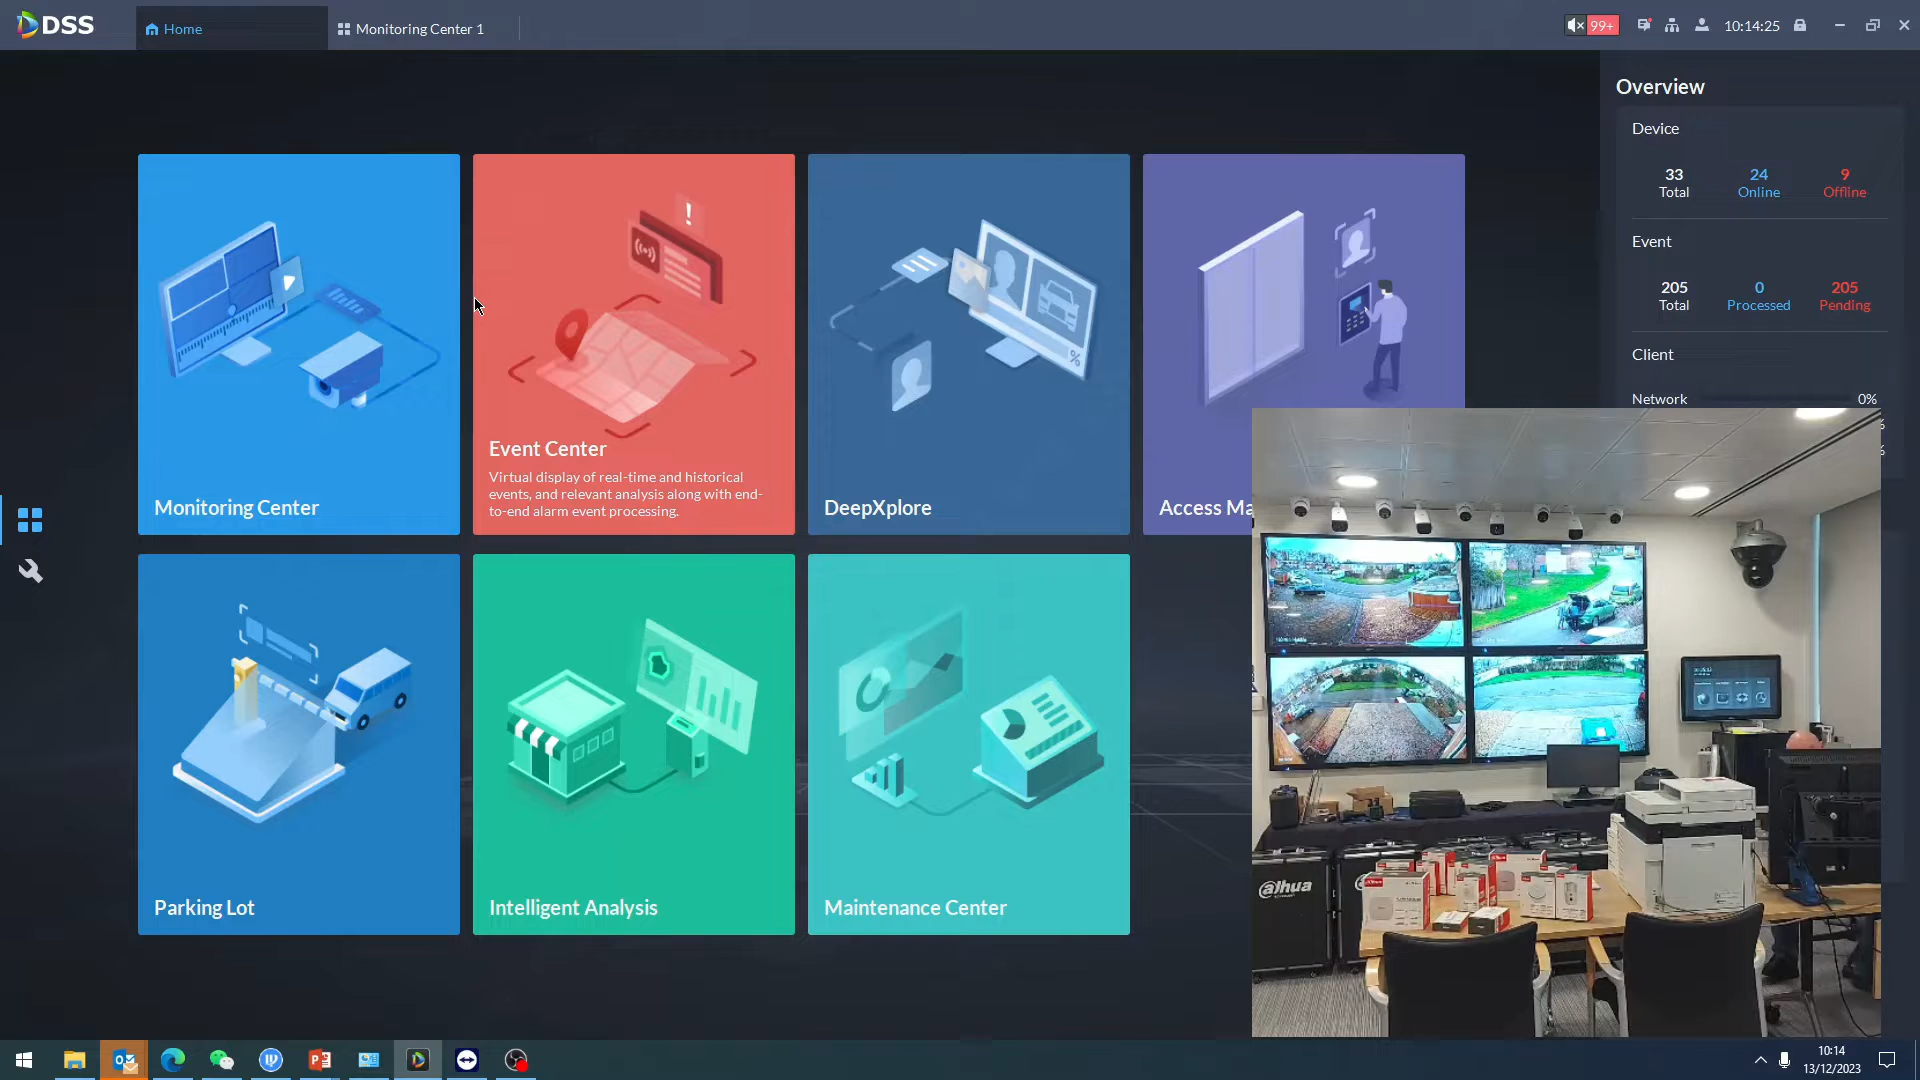 DSS
Home
Monitoring Center 1
99+
10:14:25
Overview
Device
33
24
9
Total
Online
Offline
Event
205
0
205
Total
Processed
Pending
Client
Network
0%
Monitoring Center
Event Center
Virtual display of real-time and historical
events, and relevant analysis along with end-
to-end alarm event processing.
DeepXplore
Access Ma
Parking Lot
Intelligent Analysis
Maintenance Center
alhua
10:14
13/12/2023